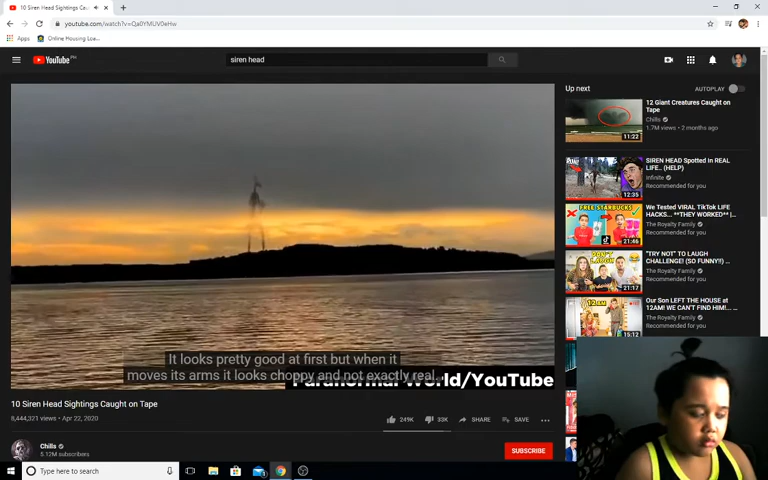 10 Siren Head Sightings Cau
youtube.com/watch?v=Qa0YMUV0eHw
Apps
Online Housing Loa...
YouTube
PH
siren head
Up next
AUTOPLAY
12 Giant Creatures Caught on
Tape
Chills
1.7M views • 2 months ago
11:22
SIREN HEAD Spotted in REAL
LIFE.. (HELP)
Infinite
Recommended for you
12:35
FREE STARBUCKS
We Tested VIRAL TikTok LIFE
HACKS... **THEY WORKED** |...
The Royalty Family
Recommended for you
21:46
DON'T
LAUGH
"TRY NOT" TO LAUGH
CHALLENGE! (SO FUNNY!!) ...
The Royalty Family
Recommended for you
21:17
12AM
Our Son LEFT THE HOUSE at
12AM! WE CAN'T FIND HIM!... ...
The Royalty Family
Recommended for you
15:12
It looks pretty good at first but when it
moves its arms it looks choppy and not exactly real.
Paranormal World/YouTube
10 Siren Head Sightings Caught on Tape
8,444,321 views • Apr 22, 2020
249K
33K
SHARE
SAVE
Chills
5.12M subscribers
SUBSCRIBE
Type here to search